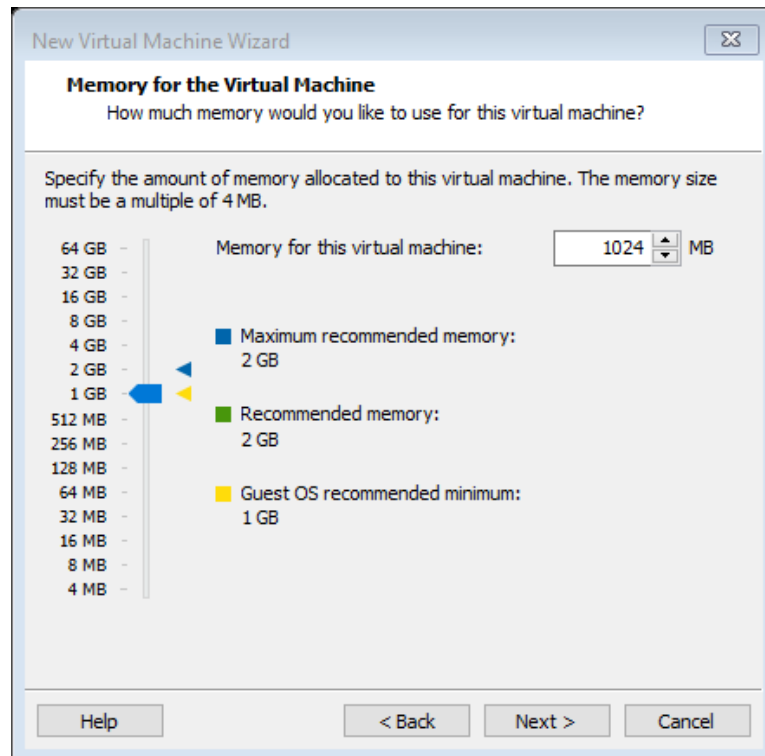 New Virtual Machine Wizard
Memory for the Virtual Machine
How much memory would you like to use for this virtual machine?
Specify the amount of memory allocated to this virtual machine. The memory size
must be a multiple of 4 MB.
64 GB
32 GB
16 GB
8 GB
4 GB
2 GB
1 GB
512 MB
256 MB
128 MB
64 MB
32 MB
16 MB
8 MB
4 MB
Memory for this virtual machine: 1024 MB
Maximum recommended memory:
2 GB
Recommended memory:
2 GB
Guest OS recommended minimum:
1 GB
Help < Back Next > Cancel